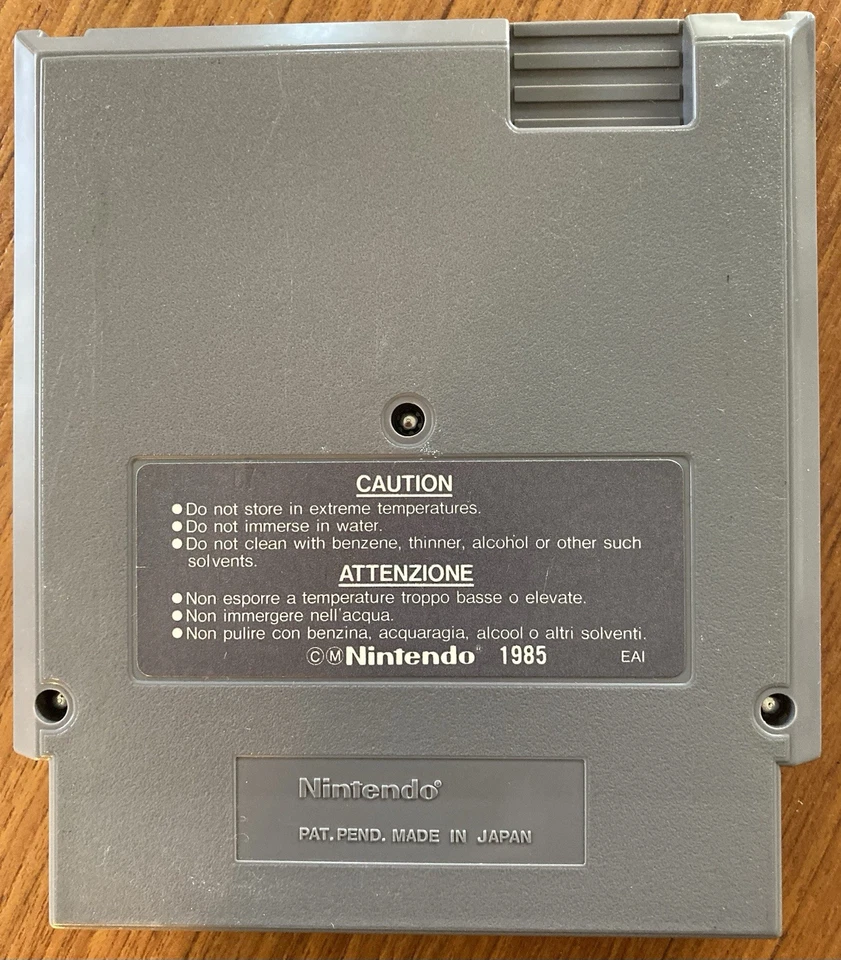 CAUTION
●Do not store in extreme temperatures.
●Do not immerse in water.
●Do not clean with benzene, thinner, alcohol or other such
solvents.
ATTENZIONE
●Non esporre a temperature troppo basse o elevate.
●Non immergere nell'acqua.
●Non pulire con benzina, acquaragia, alcool o altri solventi.
ⒸⓂNintendo® 1985 EAI
Nintendo®
PAT.PEND. MADE IN JAPAN